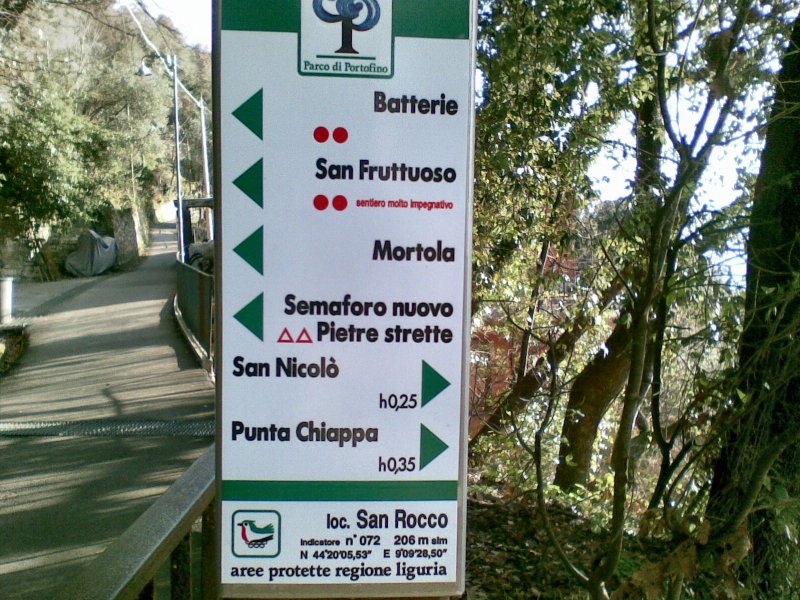 Parco di Portofino
Batterie
San Fruttuoso
sentiero molto impegnativo
Mortola
Semaforo nuovo
Pietre strette
San Nicolò
h0,25
Punta Chiappa
h0,35
loc. San Rocco
Indicatore n° 072 206 m slm
N 44°20'05,53" E 9°09'28,50"
aree protette regione liguria